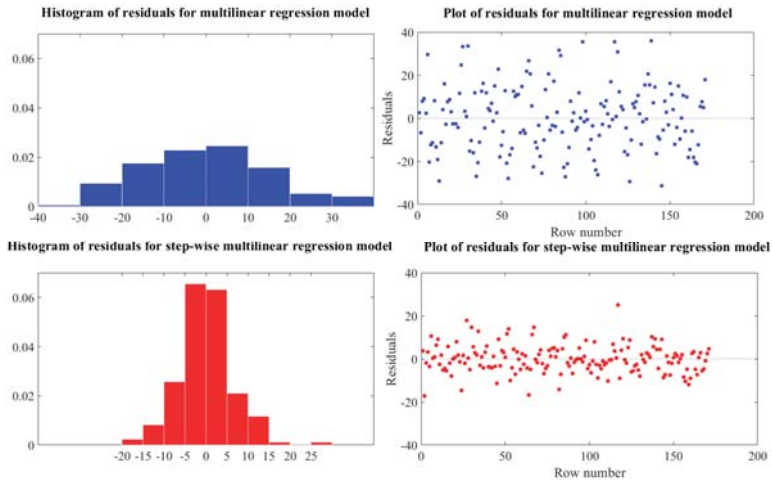 Histogram of residuals for multilinear regression model
0.06
0.04
0.02
0
-40 -30 -20 -10 0 10 20 30
Plot of residuals for multilinear regression model
40
20
0
-20
-40
Residuals
0 50 100 150 200
Row number
Histogram of residuals for step-wise multilinear regression model
0.06
0.04
0.02
0
-20 -15 -10 -5 0 5 10 15 25
Plot of residuals for step-wise multilinear regression model
40
20
0
-20
-40
Residuals
0 50 100 150 200
Row number